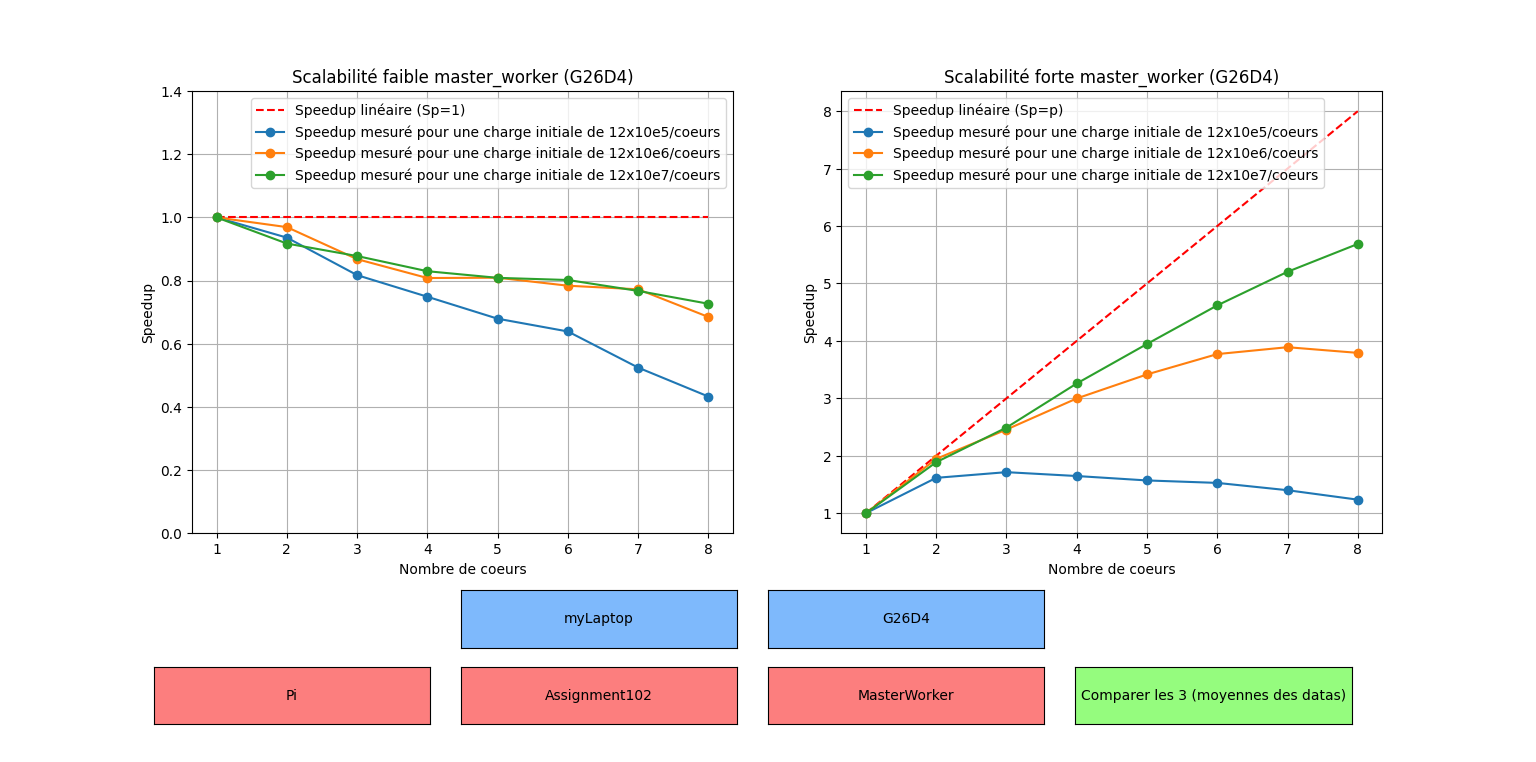 Scalabilité faible master_worker (G26D4)
Speedup linéaire (Sp=1)
Speedup mesuré pour une charge initiale de 12x10e5/coeurs
Speedup mesuré pour une charge initiale de 12x10e6/coeurs
Speedup mesuré pour une charge initiale de 12x10e7/coeurs
1.4
1.2
1.0
0.8
0.6
0.4
0.2
0.0
Speedup
1 2 3 4 5 6 7 8
Nombre de coeurs
Scalabilité forte master_worker (G26D4)
Speedup linéaire (Sp=p)
Speedup mesuré pour une charge initiale de 12x10e5/coeurs
Speedup mesuré pour une charge initiale de 12x10e6/coeurs
Speedup mesuré pour une charge initiale de 12x10e7/coeurs
8
7
6
5
4
3
2
1
Speedup
1 2 3 4 5 6 7 8
Nombre de coeurs
myLaptop
G26D4
Pi
Assignment102
MasterWorker
Comparer les 3 (moyennes des datas)